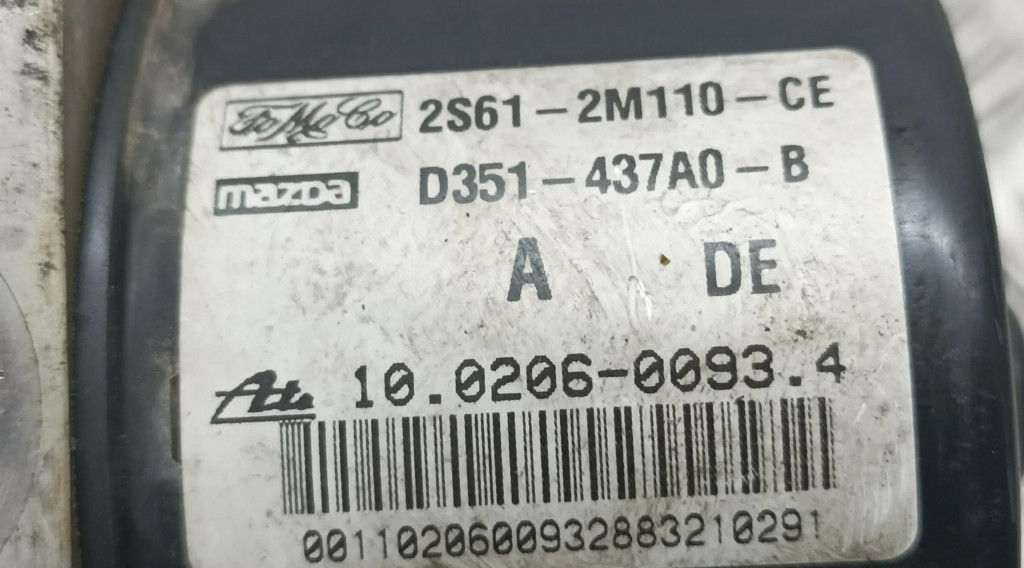 FoMoCo 2S61-2M110-CE
mazda D351-437A0-B
A DE
Ate 10.0206-0093.4
0011020600932883210291